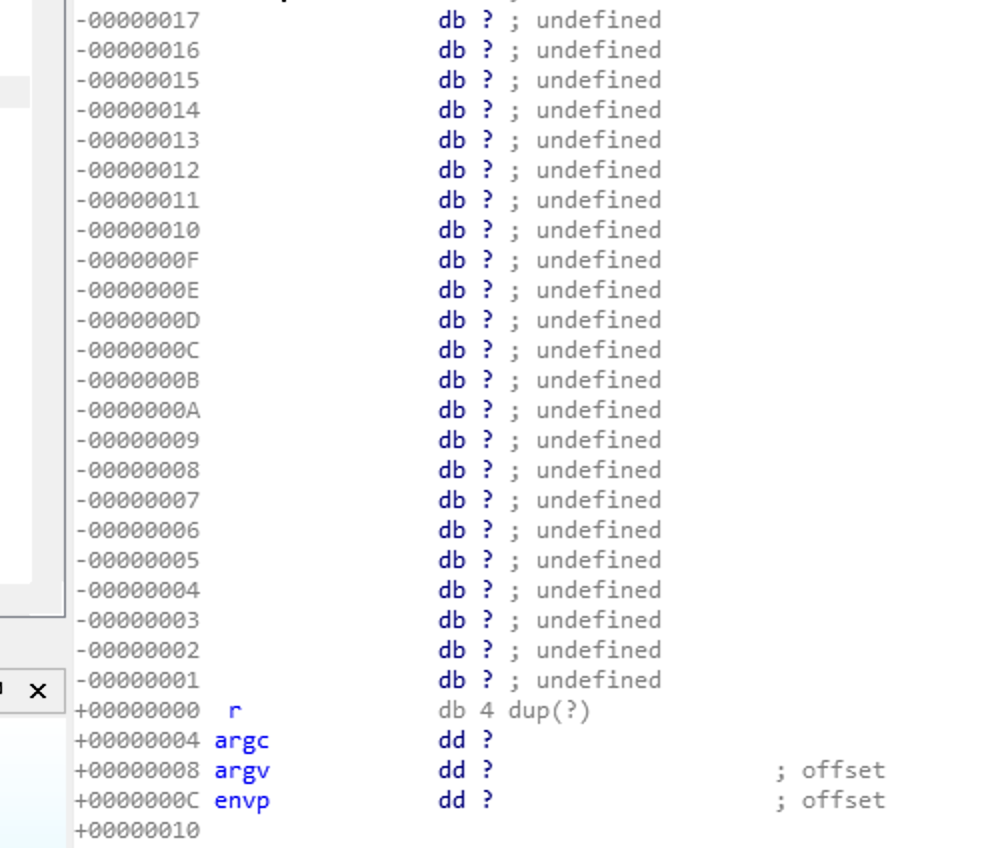 -00000017 db ? ; undefined
-00000016 db ? ; undefined
-00000015 db ? ; undefined
-00000014 db ? ; undefined
-00000013 db ? ; undefined
-00000012 db ? ; undefined
-00000011 db ? ; undefined
-00000010 db ? ; undefined
-0000000F db ? ; undefined
-0000000E db ? ; undefined
-0000000D db ? ; undefined
-0000000C db ? ; undefined
-0000000B db ? ; undefined
-0000000A db ? ; undefined
-00000009 db ? ; undefined
-00000008 db ? ; undefined
-00000007 db ? ; undefined
-00000006 db ? ; undefined
-00000005 db ? ; undefined
-00000004 db ? ; undefined
-00000003 db ? ; undefined
-00000002 db ? ; undefined
-00000001 db ? ; undefined
+00000000 r db 4 dup(?)
+00000004 argc dd ?
+00000008 argv dd ? ; offset
+0000000C envp dd ? ; offset
+00000010